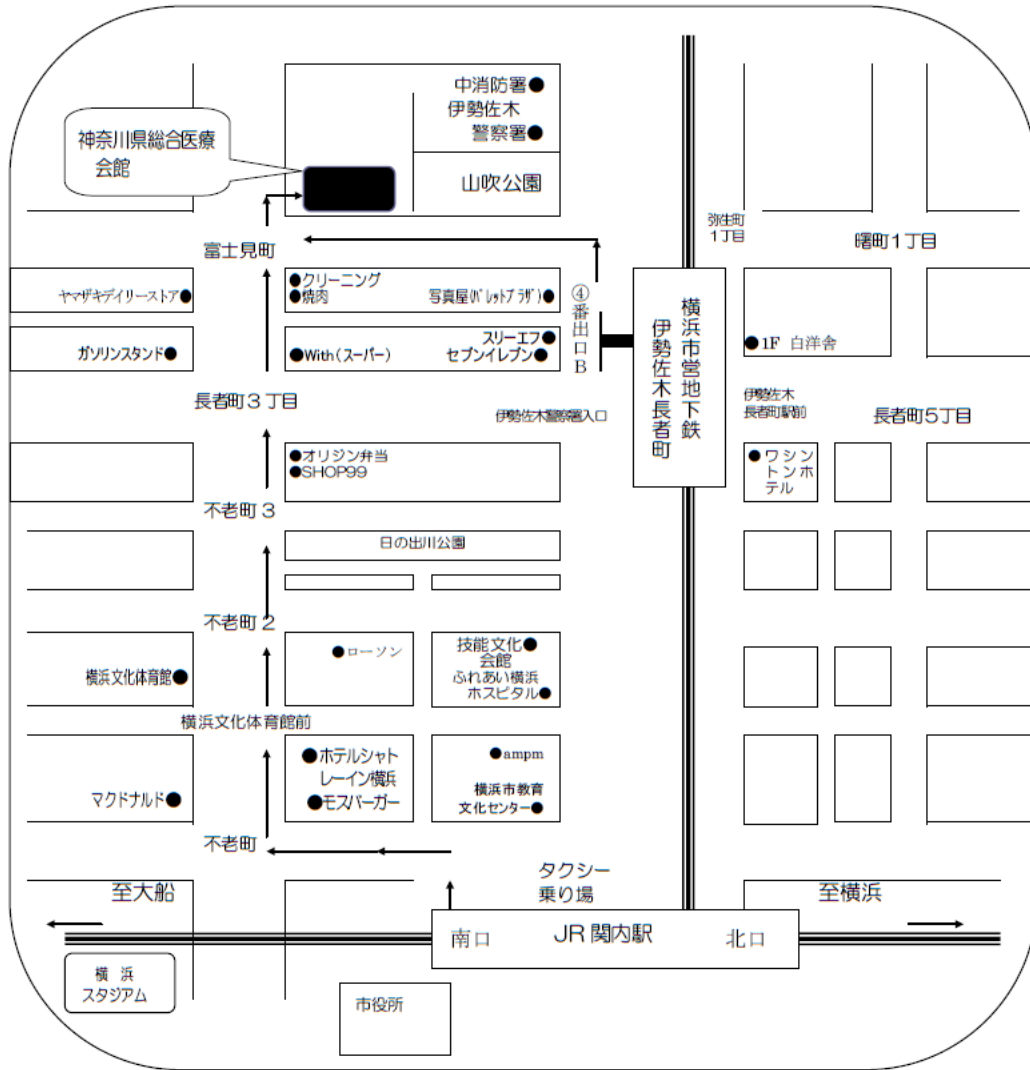 中消防署●
伊勢佐木
警察署●
神奈川県総合医療
会館
山吹公園
弥生町
1丁目
曙町1丁目
富士見町
ヤマザキデイリーストア●
●クリーニング
●焼肉
写真屋(パレットプラザ)●
④番出口B
横浜市営地下鉄
伊勢佐木長者町
ガソリンスタンド●
●With(スーパー)
スリーエフ●
セブンイレブン●
●1F 白洋舎
長者町3丁目
伊勢佐木警察署入口
伊勢佐木
長者町駅前
長者町5丁目
●オリジン弁当
●SHOP99
●ワシン
トンホ
テル
不老町3
日の出川公園
不老町2
●ローソン
技能文化●
会館
ふれあい横浜
ホスピタル●
横浜文化体育館●
横浜文化体育館前
●ホテルシャト
レーイン横浜
●モスバーガー
●ampm
横浜市教育
文化センター●
マクドナルド●
不老町
タクシー
乗り場
至大船
至横浜
南口
JR関内駅
北口
横浜
スタジアム
市役所